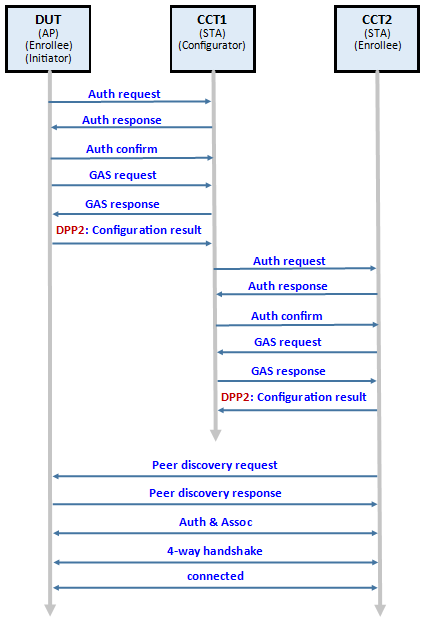 DUT
(AP)
(Enrollee)
(Initiator)
CCT1
(STA)
(Configurator)
CCT2
(STA)
(Enrollee)
Auth request
Auth response
Auth confirm
GAS request
GAS response
DPP2: Configuration result
Auth request
Auth response
Auth confirm
GAS request
GAS response
DPP2: Configuration result
Peer discovery request
Peer discovery response
Auth & Assoc
4-way handshake
connected